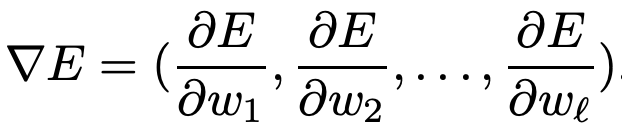 ∇E = (∂E/∂w₁, ∂E/∂w₂, . . . , ∂E/∂w_ℓ).